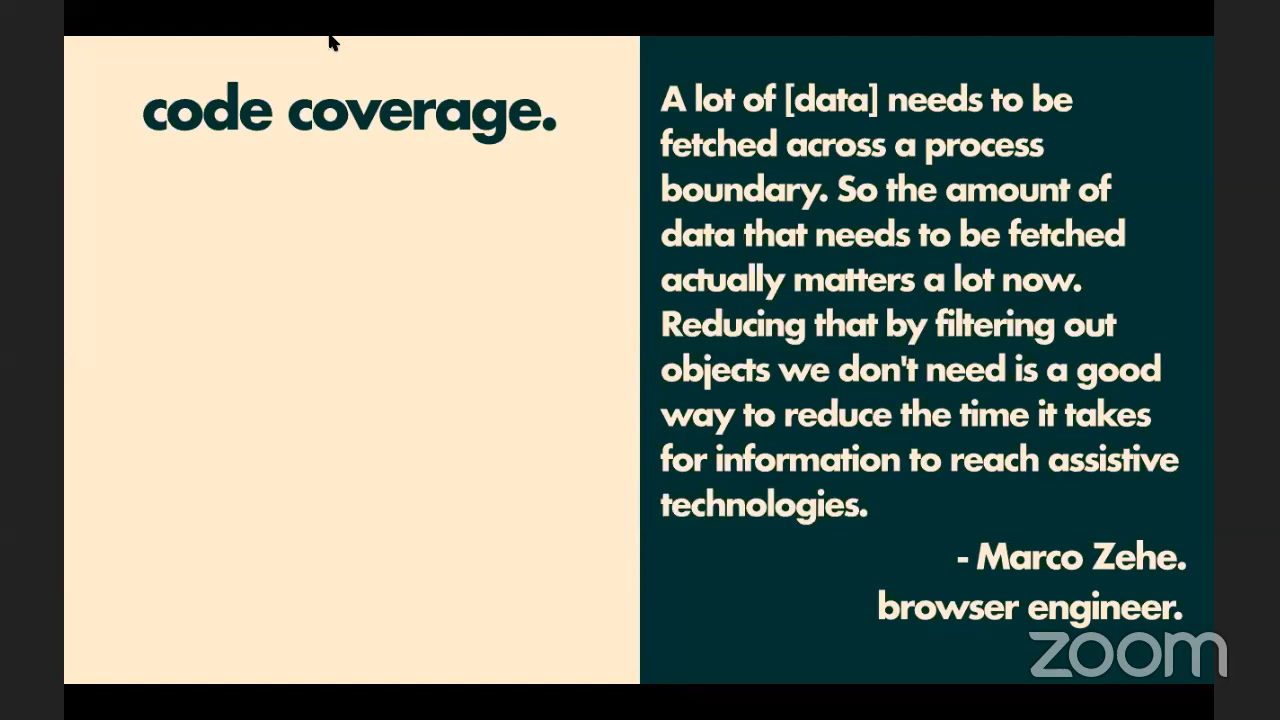 code coverage.
A lot of [data] needs to be
fetched across a process
boundary. So the amount of
data that needs to be fetched
actually matters a lot now.
Reducing that by filtering out
objects we don't need is a good
way to reduce the time it takes
for information to reach assistive
technologies.
- Marco Zehe.
browser engineer.
zoom